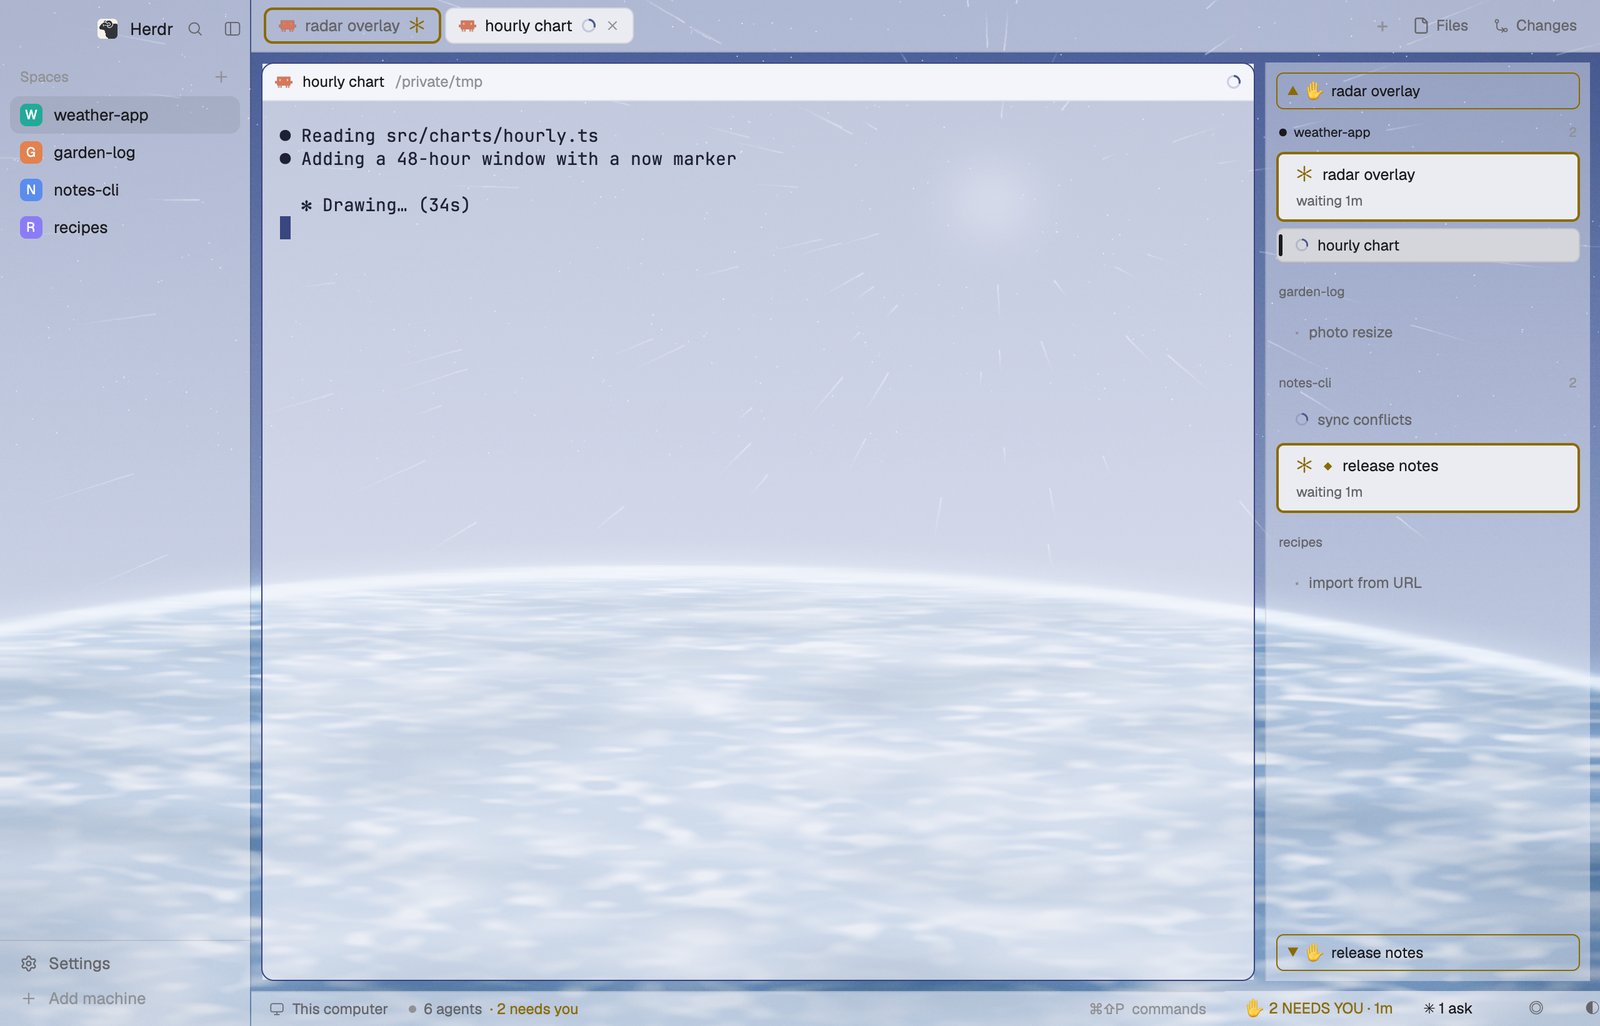 Herdr
Spaces
W weather-app
G garden-log
N notes-cli
R recipes
Settings
Add machine
radar overlay
hourly chart
Files
Changes
hourly chart /private/tmp
● Reading src/charts/hourly.ts
● Adding a 48-hour window with a now marker
✻ Drawing… (34s)
▲ ✋ radar overlay
● weather-app 2
radar overlay
waiting 1m
hourly chart
garden-log
· photo resize
notes-cli 2
sync conflicts
◆ release notes
waiting 1m
recipes
· import from URL
▼ ✋ release notes
This computer ● 6 agents · 2 needs you
⌘⇧P commands ✋ 2 NEEDS YOU · 1m ✳ 1 ask